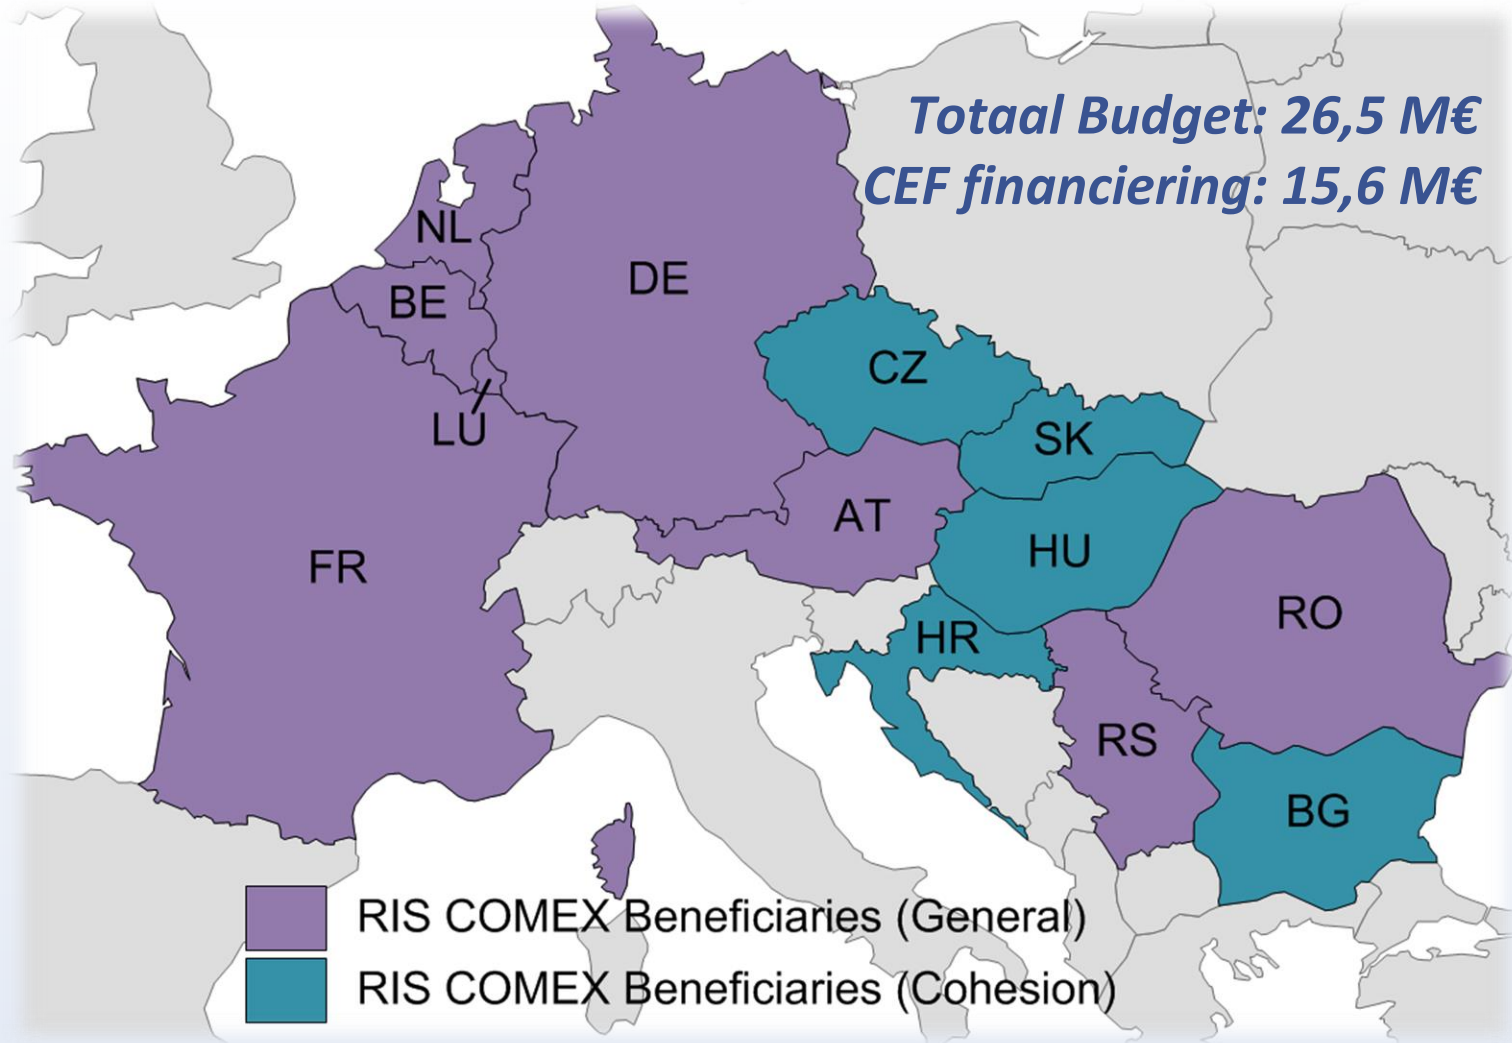 Totaal Budget: 26,5 M€
CEF financiering: 15,6 M€
NL
DE
BE
CZ
LU
SK
AT
HU
FR
RO
HR
RS
BG
RIS COMEX Beneficiaries (General)
RIS COMEX Beneficiaries (Cohesion)